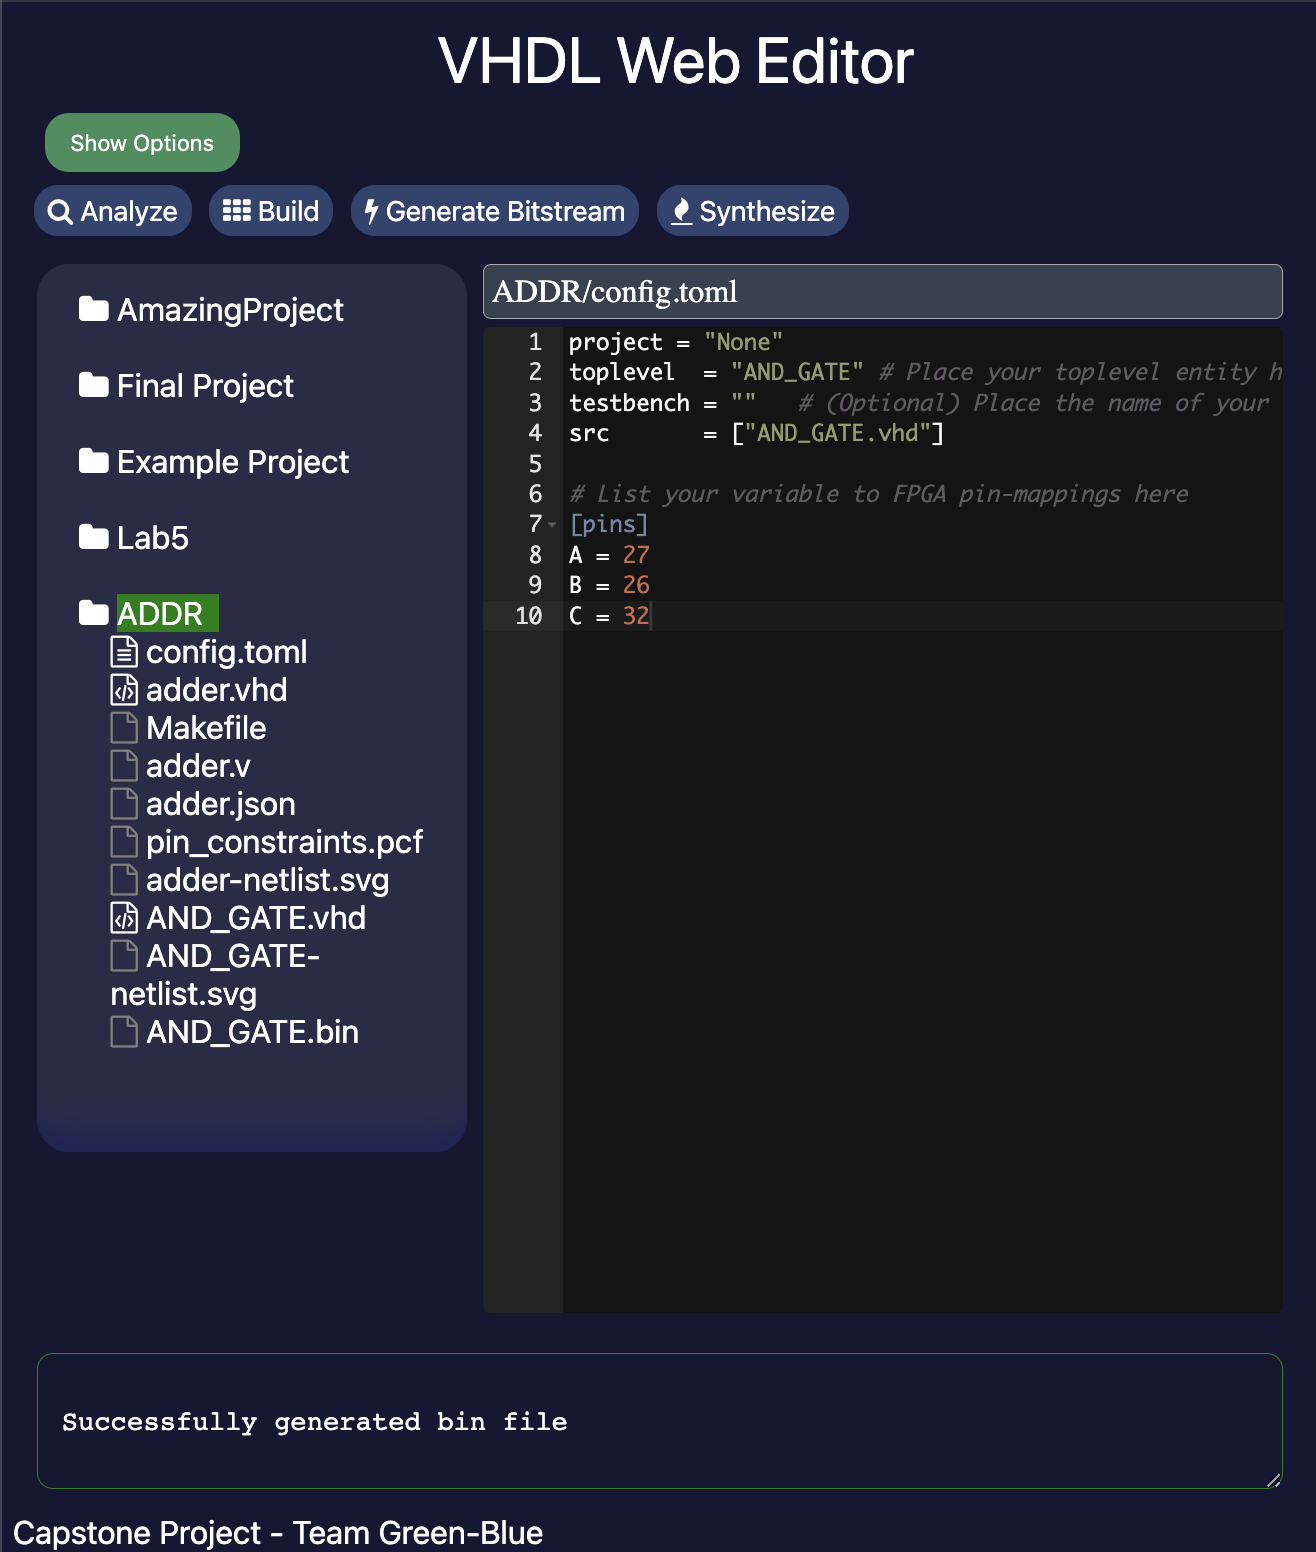 VHDL Web Editor
Show Options
Analyze
Build
Generate Bitstream
Synthesize
AmazingProject
Final Project
Example Project
Lab5
ADDR
config.toml
adder.vhd
Makefile
adder.v
adder.json
pin_constraints.pcf
adder-netlist.svg
AND_GATE.vhd
AND_GATE-
netlist.svg
AND_GATE.bin
ADDR/config.toml
1 project = "None"
2 toplevel  = "AND_GATE" # Place your toplevel entity h
3 testbench = ""   # (Optional) Place the name of your
4 src       = ["AND_GATE.vhd"]
5
6 # List your variable to FPGA pin-mappings here
7 [pins]
8 A = 27
9 B = 26
10 C = 32
Successfully generated bin file
Capstone Project - Team Green-Blue